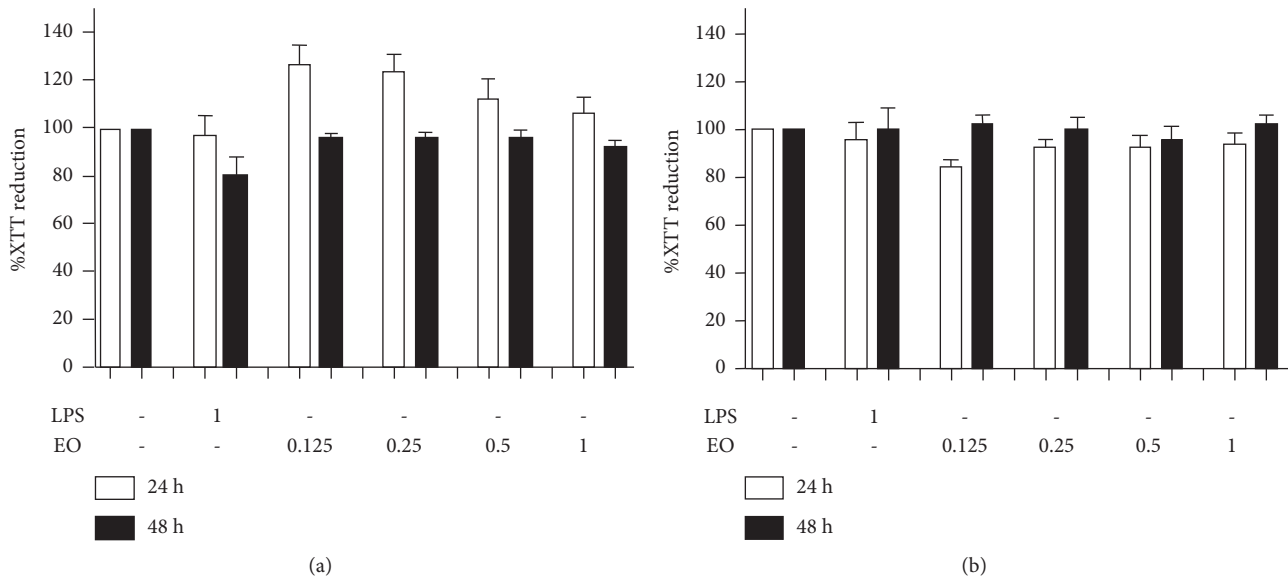 140
120
100
80
60
40
20
0
%XTT reduction
LPS - 1 - - - -
EO - - 0.125 0.25 0.5 1
24 h
48 h
(a)
140
120
100
80
60
40
20
0
%XTT reduction
LPS - 1 - - - -
EO - - 0.125 0.25 0.5 1
24 h
48 h
(b)